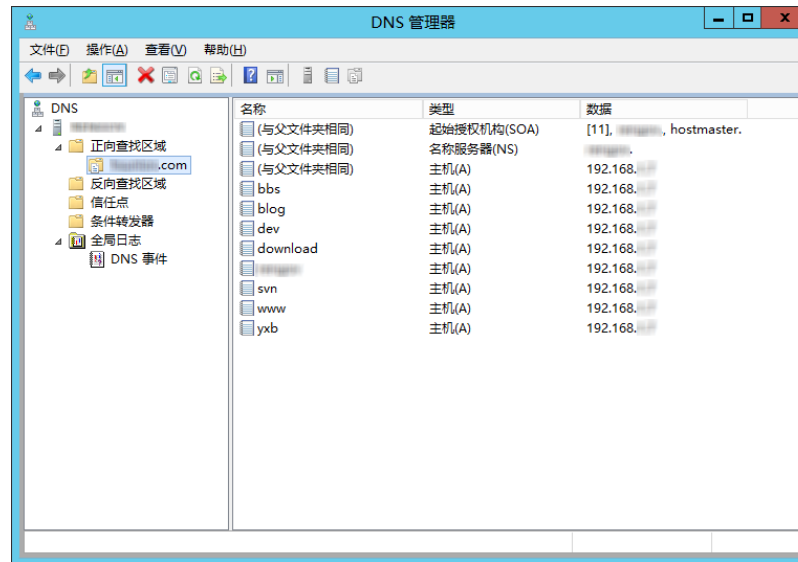 DNS 管理器
文件(F) 操作(A) 查看(V) 帮助(H)
DNS
正向查找区域
.com
反向查找区域
信任点
条件转发器
全局日志
DNS 事件
名称 类型 数据
(与父文件夹相同) 起始授权机构(SOA) [11], , hostmaster.
(与父文件夹相同) 名称服务器(NS) .
(与父文件夹相同) 主机(A) 192.168.
bbs 主机(A) 192.168.
blog 主机(A) 192.168.
dev 主机(A) 192.168.
download 主机(A) 192.168.
主机(A) 192.168.
svn 主机(A) 192.168.
www 主机(A) 192.168.
yxb 主机(A) 192.168.